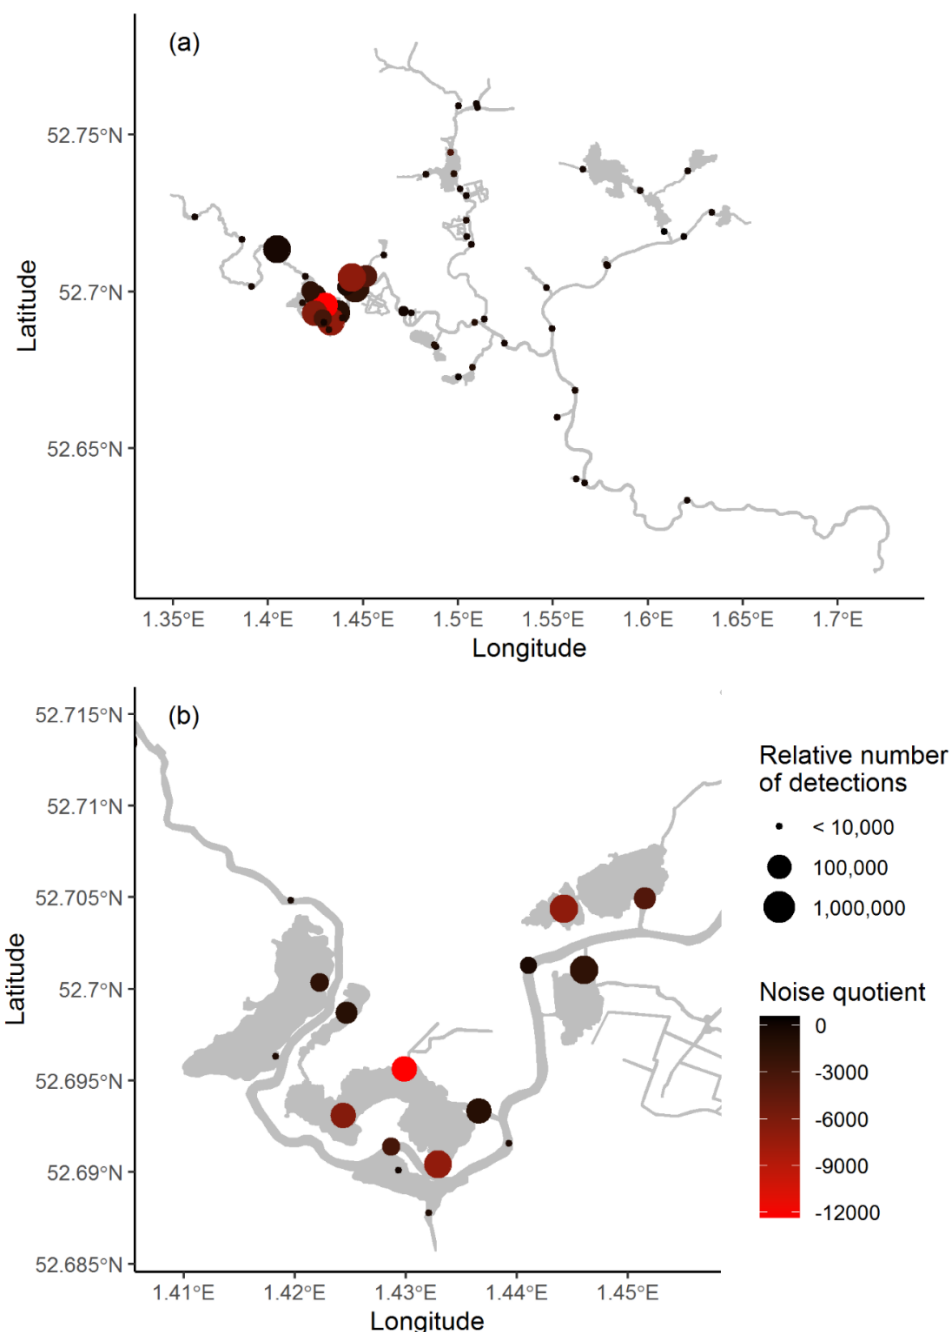 (a)
52.75°N
52.7°N
52.65°N
Latitude
1.35°E 1.4°E 1.45°E 1.5°E 1.55°E 1.6°E 1.65°E 1.7°E
Longitude
(b)
52.715°N
52.71°N
52.705°N
52.7°N
52.695°N
52.69°N
52.685°N
Latitude
1.41°E 1.42°E 1.43°E 1.44°E 1.45°E
Longitude
Relative number
of detections
< 10,000
100,000
1,000,000
Noise quotient
0
-3000
-6000
-9000
-12000